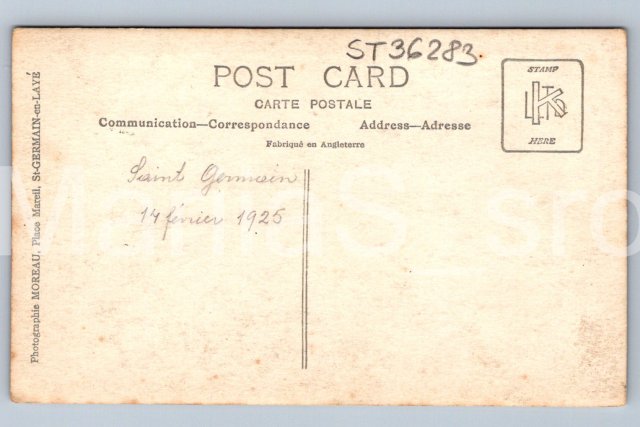 ST36283
POST CARD
CARTE POSTALE
Communication—Correspondance
Address—Adresse
Fabriqué en Angleterre
STAMP
HERE
Saint Germain
14 février 1925
Photographie MOREAU, Place Mareil, St-GERMAIN-en-LAYÉ